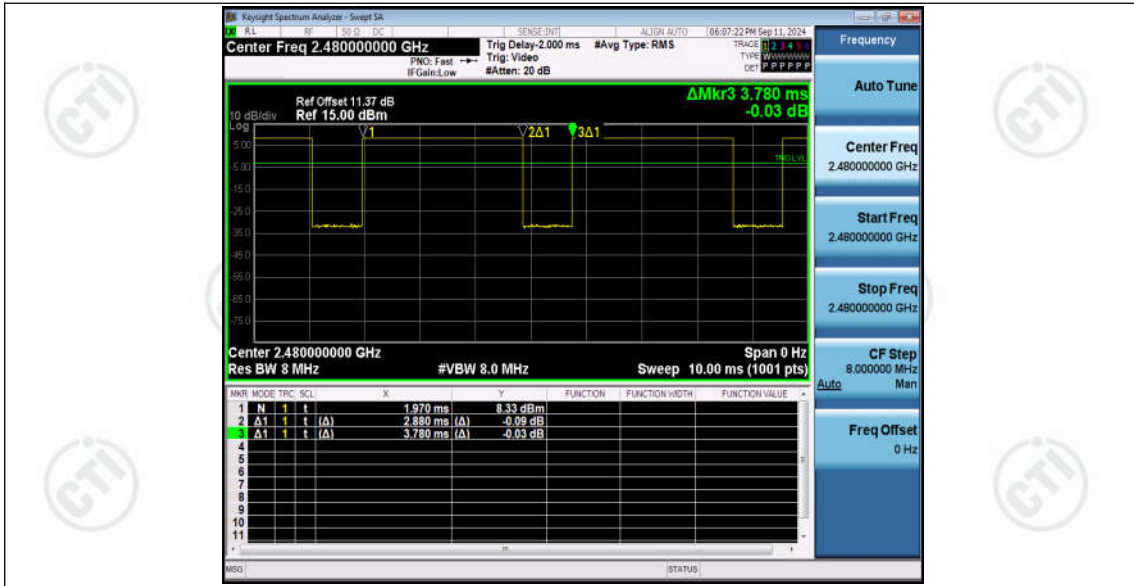 Keysight Spectrum Analyzer - Swept SA
RL RF 50 Ω DC SENSE:INT ALIGN AUTO 06:07:22 PM Sep 11, 2024
Center Freq 2.480000000 GHz
PNO: Fast
IFGain:Low
Trig Delay-2.000 ms
Trig: Video
#Atten: 20 dB
#Avg Type: RMS
TRACE 1 2 3 4 5 6
TYPE WWWWWW
DET P P P P P P
ΔMkr3 3.780 ms
-0.03 dB
Ref Offset 11.37 dB
10 dB/div Ref 15.00 dBm
Log
1
2Δ1
3Δ1
5.00
TRIG LVL
-5.00
-15.0
-25.0
-35.0
-45.0
-55.0
-65.0
-75.0
Center 2.480000000 GHz Span 0 Hz
Res BW 8 MHz #VBW 8.0 MHz Sweep 10.00 ms (1001 pts)
MKR MODE TRC SCL X Y FUNCTION FUNCTION WIDTH FUNCTION VALUE
1 N 1 t 1.970 ms 8.33 dBm
2 Δ1 1 t (Δ) 2.880 ms (Δ) -0.09 dB
3 Δ1 1 t (Δ) 3.780 ms (Δ) -0.03 dB
4
5
6
7
8
9
10
11
MSG STATUS
Frequency
Auto Tune
Center Freq
2.480000000 GHz
Start Freq
2.480000000 GHz
Stop Freq
2.480000000 GHz
CF Step
8.000000 MHz
Auto Man
Freq Offset
0 Hz
CTI
CTI
CTI
CTI